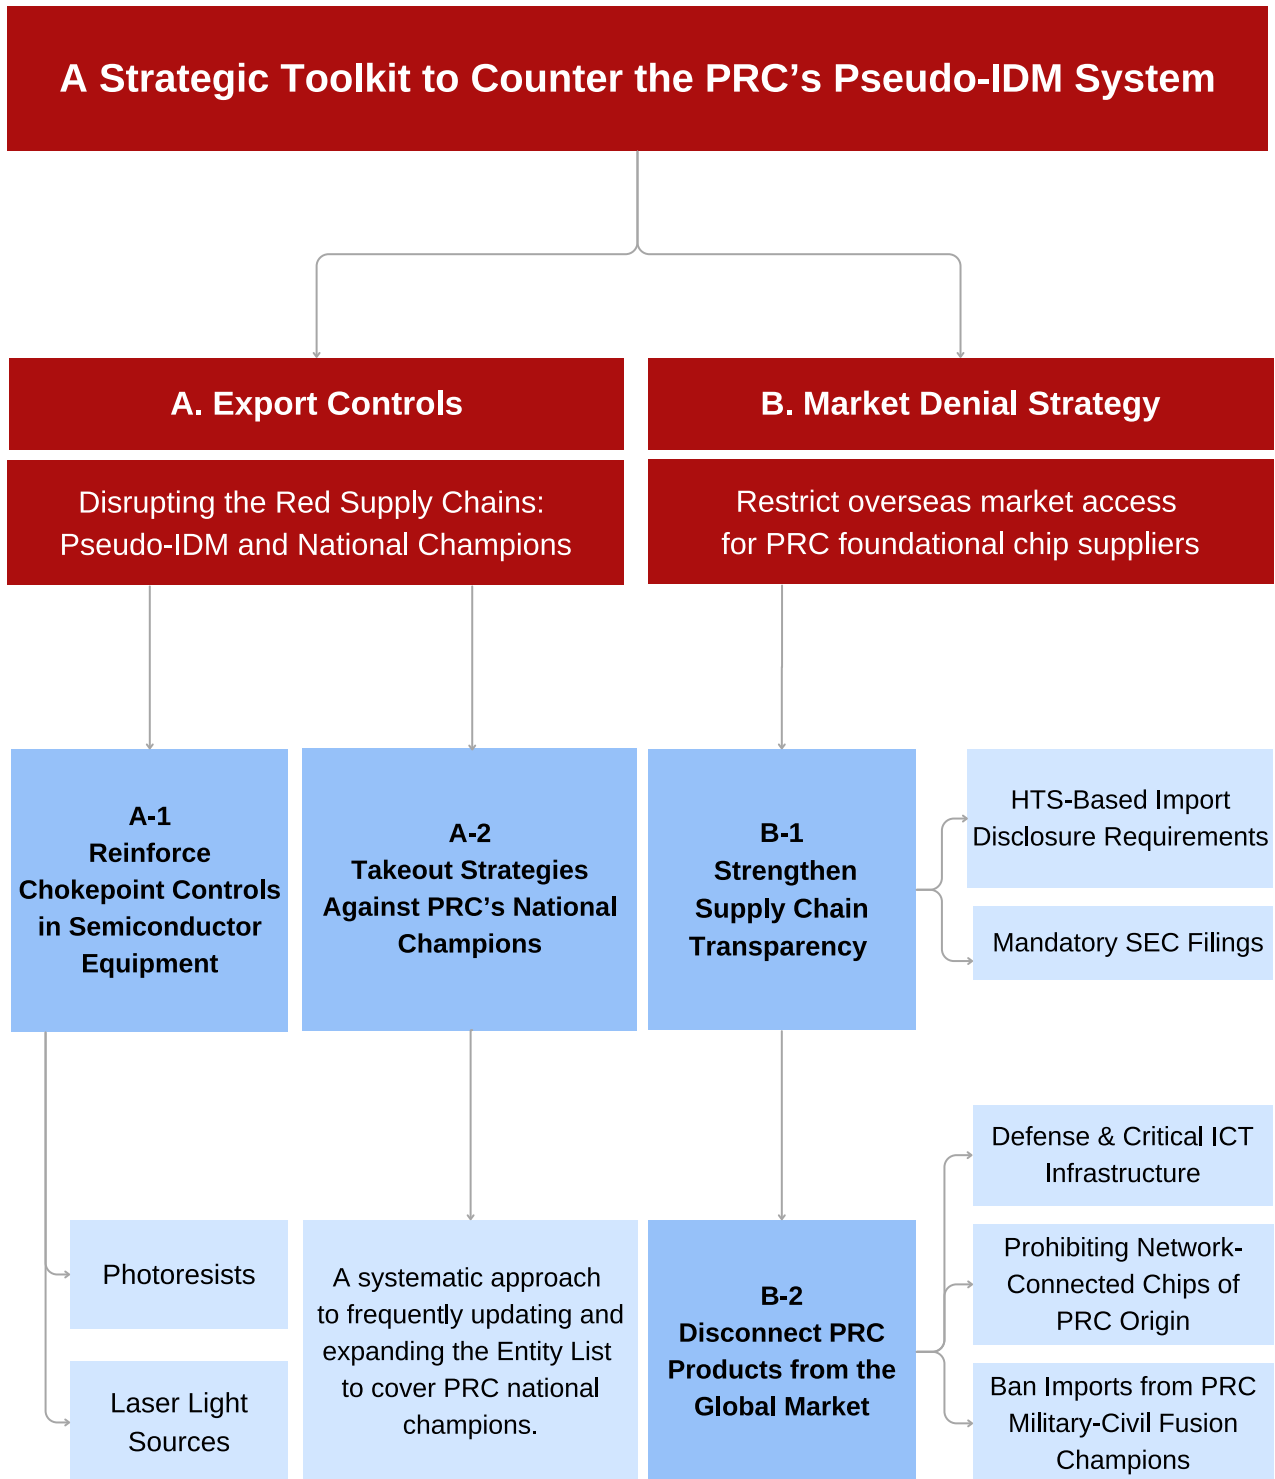 A Strategic Toolkit to Counter the PRC’s Pseudo-IDM System
A. Export Controls
Disrupting the Red Supply Chains:
Pseudo-IDM and National Champions
B. Market Denial Strategy
Restrict overseas market access
for PRC foundational chip suppliers
A-1
Reinforce
Chokepoint Controls
in Semiconductor
Equipment
A-2
Takeout Strategies
Against PRC’s National
Champions
B-1
Strengthen
Supply Chain
Transparency
HTS-Based Import
Disclosure Requirements
Mandatory SEC Filings
Photoresists
Laser Light
Sources
A systematic approach
to frequently updating and
expanding the Entity List
to cover PRC national
champions.
B-2
Disconnect PRC
Products from the
Global Market
Defense & Critical ICT
Infrastructure
Prohibiting Network-
Connected Chips of
PRC Origin
Ban Imports from PRC
Military-Civil Fusion
Champions